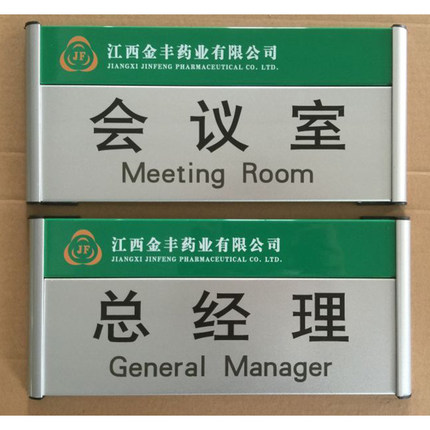 JF
江西金丰药业有限公司
JIANGXI JINFENG PHARMACEUTICAL CO. LTD.
会议室
Meeting Room
JF
江西金丰药业有限公司
JIANGXI JINFENG PHARMACEUTICAL CO. LTD.
总经理
General Manager